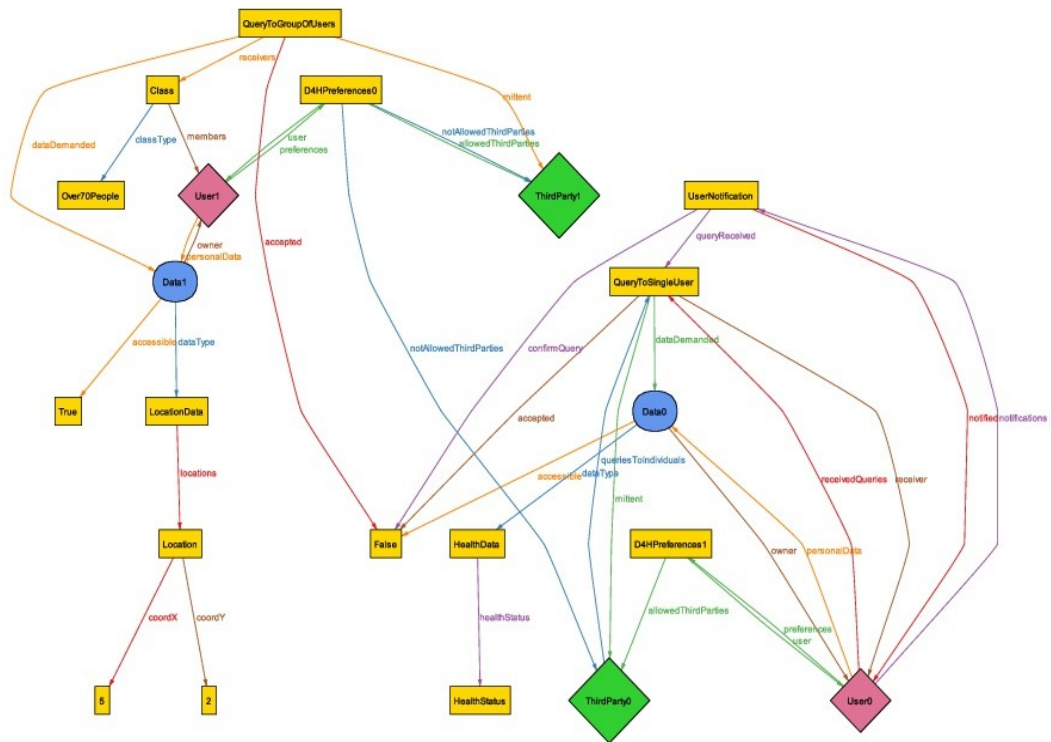 QueryToGroupOfUsers
receivers
Class
D4HPreferences0
mittent
dataDemanded
classType
members
user
preferences
notAllowedThirdParties
allowedThirdParties
Over70People
User1
ThirdParty1
UserNotification
owner
personalData
accepted
queryReceived
Data1
QueryToSingleUser
accessible
dataType
notAllowedThirdParties
confirmQuery
dataDemanded
True
LocationData
Data0
accepted
notified
notifications
queriesToIndividuals
locations
accessible
dataType
receivedQueries
receiver
mittent
Location
False
HealthData
D4HPreferences1
owner
personalData
coordX
coordY
healthStatus
allowedThirdParties
preferences
user
5
2
HealthStatus
ThirdParty0
User0